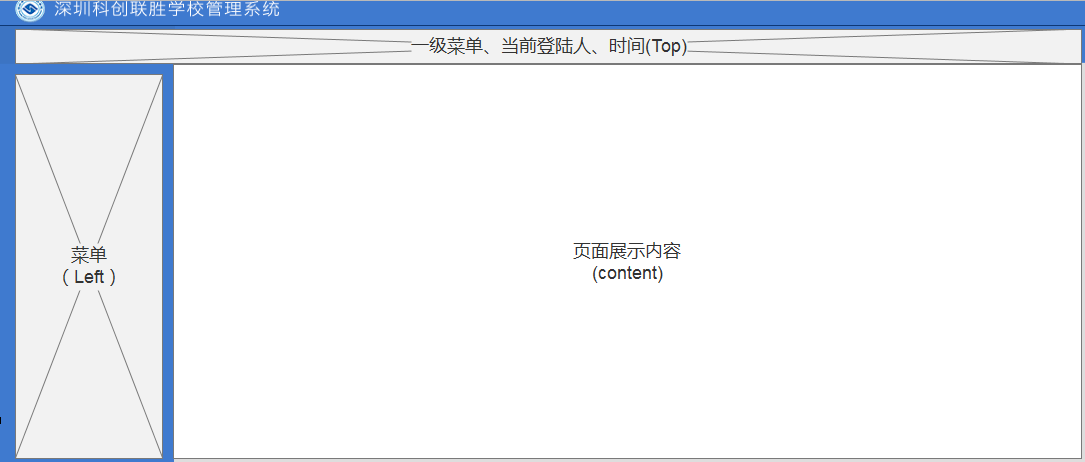 深圳科创联胜学校管理系统
一级菜单、当前登陆人、时间(Top)
菜单
（Left）
页面展示内容
(content)